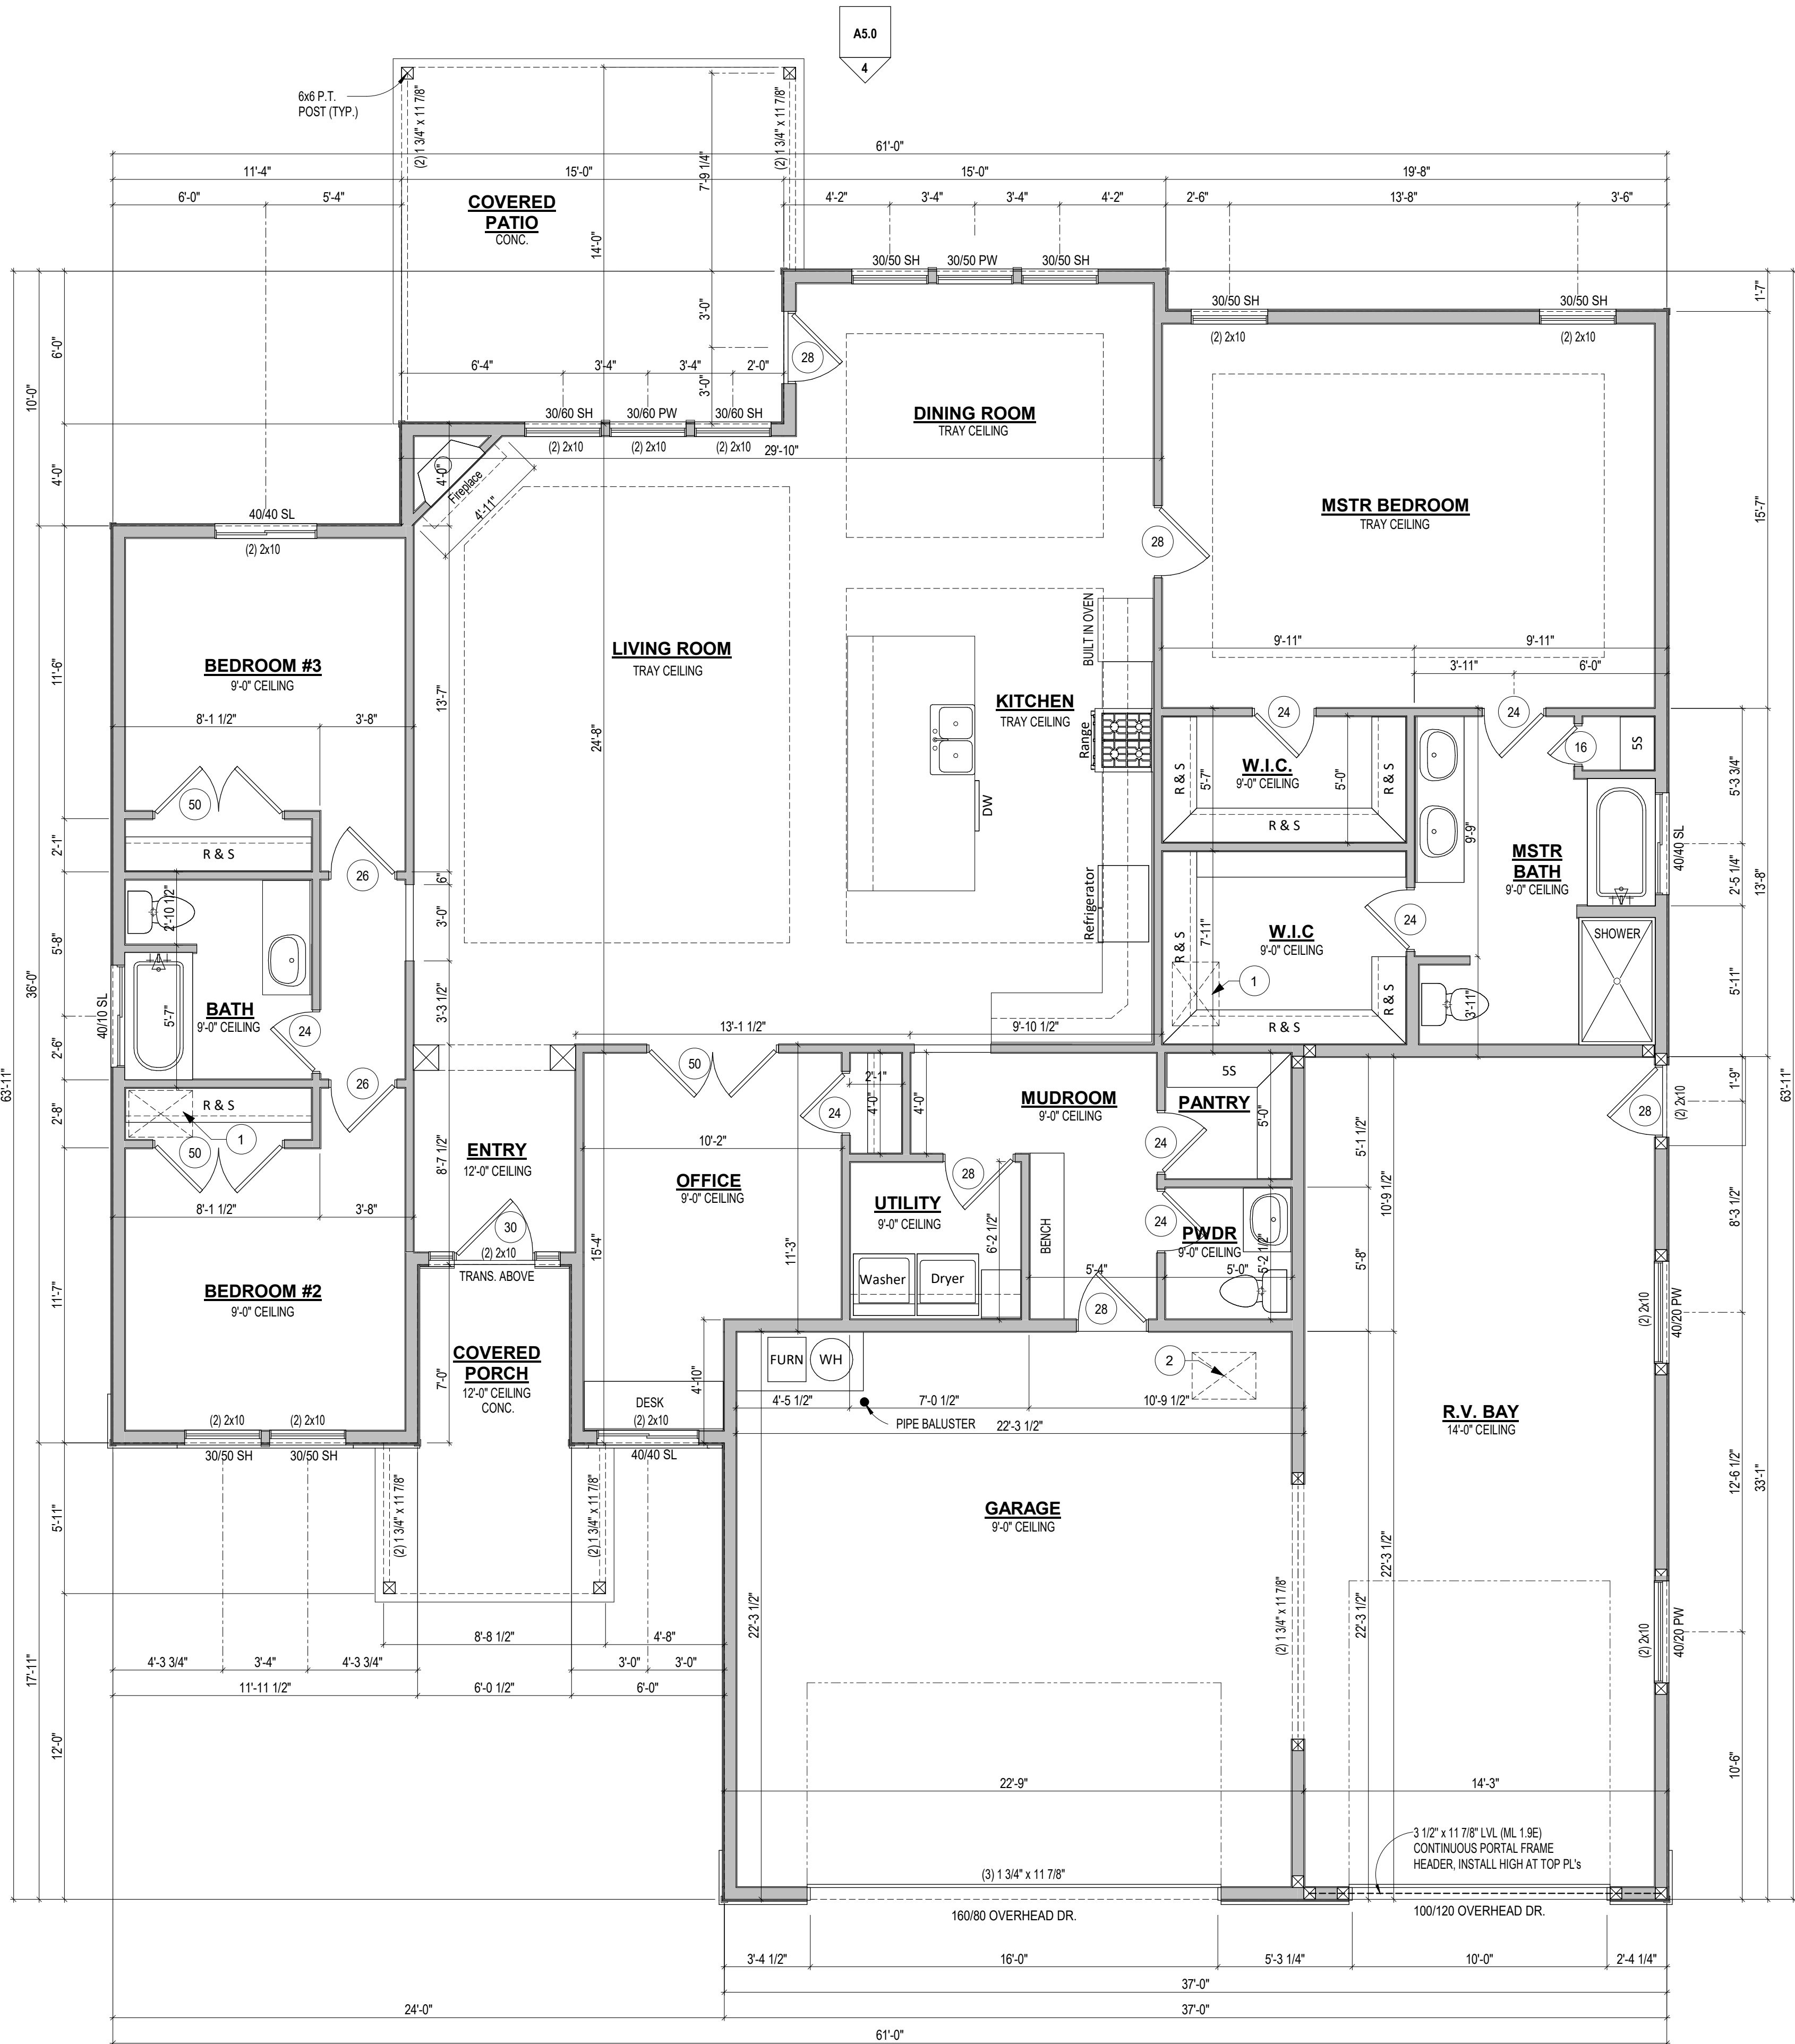 A5.0
4
6x6 P.T.
POST (TYP.)
(2) 1 3/4" x 11 7/8"
(2) 1 3/4" x 11 7/8"
7'-9 1/4"
61'-0"
11'-4"
15'-0"
15'-0"
19'-8"
6'-0"
5'-4"
4'-2"
3'-4"
3'-4"
4'-2"
2'-6"
13'-8"
3'-6"
COVERED
PATIO
CONC.
14'-0"
30/50 SH
30/50 PW
30/50 SH
30/50 SH
30/50 SH
(2) 2x10
(2) 2x10
1'-7"
6'-0"
10'-0"
4'-0"
3'-0"
3'-0"
28
6'-4"
3'-4"
3'-4"
2'-0"
30/60 SH
30/60 PW
30/60 SH
(2) 2x10
(2) 2x10
(2) 2x10
29'-10"
DINING ROOM
TRAY CEILING
4'-0"
Fireplace
4'-11"
MSTR BEDROOM
TRAY CEILING
15'-7"
40/40 SL
(2) 2x10
28
BUILT IN OVEN
LIVING ROOM
TRAY CEILING
BEDROOM #3
9'-0" CEILING
11'-6"
13'-7"
24'-8"
9'-11"
9'-11"
3'-11"
6'-0"
KITCHEN
TRAY CEILING
8'-1 1/2"
3'-8"
Range
DW
24
24
16
5S
W.I.C.
9'-0" CEILING
R & S
5'-7"
5'-0"
R & S
R & S
5'-3 3/4"
50
R & S
2'-1"
26
6"
MSTR
BATH
9'-0" CEILING
9'-9"
40/40 SL
2'-5 1/4"
13'-8"
2'-10 1/2"
3'-0"
Refrigerator
5'-8"
36'-0"
24
W.I.C
9'-0" CEILING
R & S
7'-11"
R & S
R & S
1
SHOWER
3'-11"
5'-11"
BATH
9'-0" CEILING
5'-7"
40/10 SL
24
3'-3 1/2"
2'-6"
13'-1 1/2"
9'-10 1/2"
63'-11"
63'-11"
26
R & S
1
2'-8"
50
50
24
2'-1"
4'-0"
4'-0"
MUDROOM
9'-0" CEILING
5S
PANTRY
5'-0"
24
28
(2) 2x10
1'-9"
5'-1 1/2"
10'-9 1/2"
ENTRY
12'-0" CEILING
8'-7 1/2"
10'-2"
OFFICE
9'-0" CEILING
28
UTILITY
9'-0" CEILING
6'-2 1/2"
BENCH
24
PWDR
9'-0" CEILING
5'-2 1/2"
8'-3 1/2"
8'-1 1/2"
3'-8"
30
(2) 2x10
TRANS. ABOVE
15'-4"
11'-3"
Washer
Dryer
5'-4"
5'-0"
5'-8"
BEDROOM #2
9'-0" CEILING
11'-7"
28
(2) 2x10
40/20 PW
COVERED
PORCH
12'-0" CEILING
CONC.
7'-0"
4'-10"
FURN
WH
2
DESK
(2) 2x10
4'-5 1/2"
7'-0 1/2"
10'-9 1/2"
PIPE BALUSTER
22'-3 1/2"
R.V. BAY
14'-0" CEILING
(2) 2x10
(2) 2x10
30/50 SH
30/50 SH
40/40 SL
12'-6 1/2"
33'-1"
5'-11"
(2) 1 3/4" x 11 7/8"
(2) 1 3/4" x 11 7/8"
GARAGE
9'-0" CEILING
22'-3 1/2"
22'-3 1/2"
22'-3 1/2"
(2) 1 3/4" x 11 7/8"
(2) 2x10
40/20 PW
8'-8 1/2"
4'-8"
4'-3 3/4"
3'-4"
4'-3 3/4"
3'-0"
3'-0"
11'-11 1/2"
6'-0 1/2"
6'-0"
17'-11"
12'-0"
10'-6"
22'-9"
14'-3"
3 1/2" x 11 7/8" LVL (ML 1.9E)
CONTINUOUS PORTAL FRAME
HEADER, INSTALL HIGH AT TOP PL's
(3) 1 3/4" x 11 7/8"
160/80 OVERHEAD DR.
100/120 OVERHEAD DR.
3'-4 1/2"
16'-0"
5'-3 1/4"
10'-0"
2'-4 1/4"
37'-0"
24'-0"
37'-0"
61'-0"